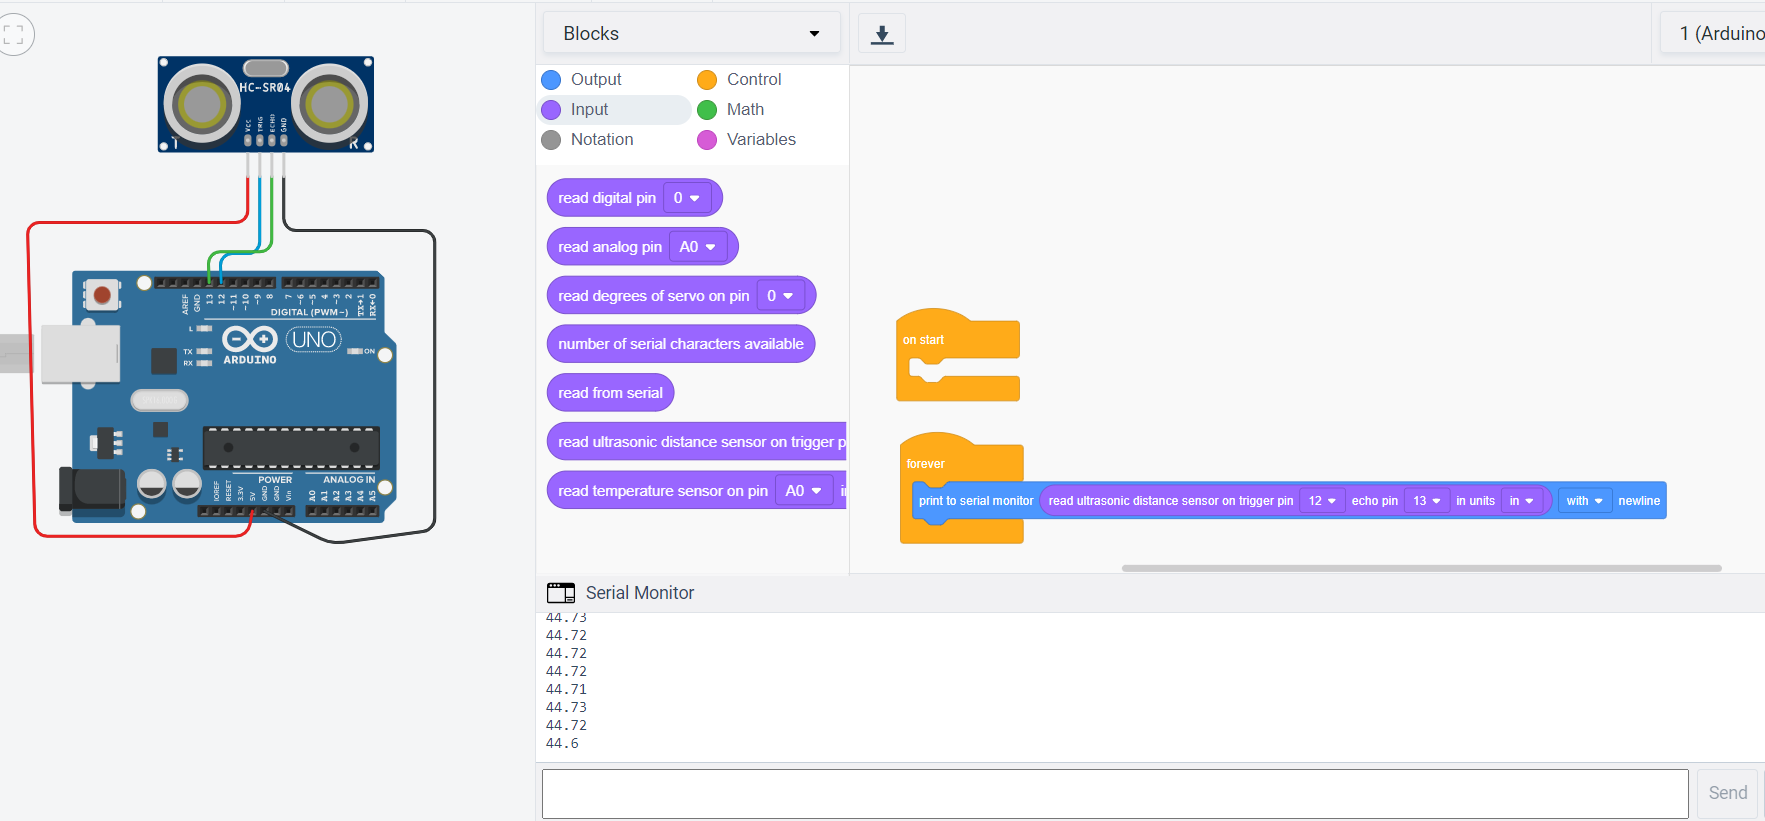 HC-SR04
VCC
TRIG
ECHO
GND
T
R
AREF
GND
13
12
~11
~10
~9
8
7
~6
~5
4
~3
2
TX→1
RX←0
DIGITAL (PWM~)
L
TX
RX
ARDUINO
UNO
ON
POWER
ANALOG IN
IOREF
RESET
3.3V
5V
GND
GND
Vin
A0
A1
A2
A3
A4
A5
Blocks
1 (Arduino
Output
Control
Input
Math
Notation
Variables
read digital pin 0
read analog pin A0
read degrees of servo on pin 0
number of serial characters available
read from serial
read ultrasonic distance sensor on trigger p
read temperature sensor on pin A0 i
on start
forever
print to serial monitor read ultrasonic distance sensor on trigger pin 12 echo pin 13 in units in with newline
Serial Monitor
44.73
44.72
44.72
44.72
44.71
44.73
44.72
44.6
Send